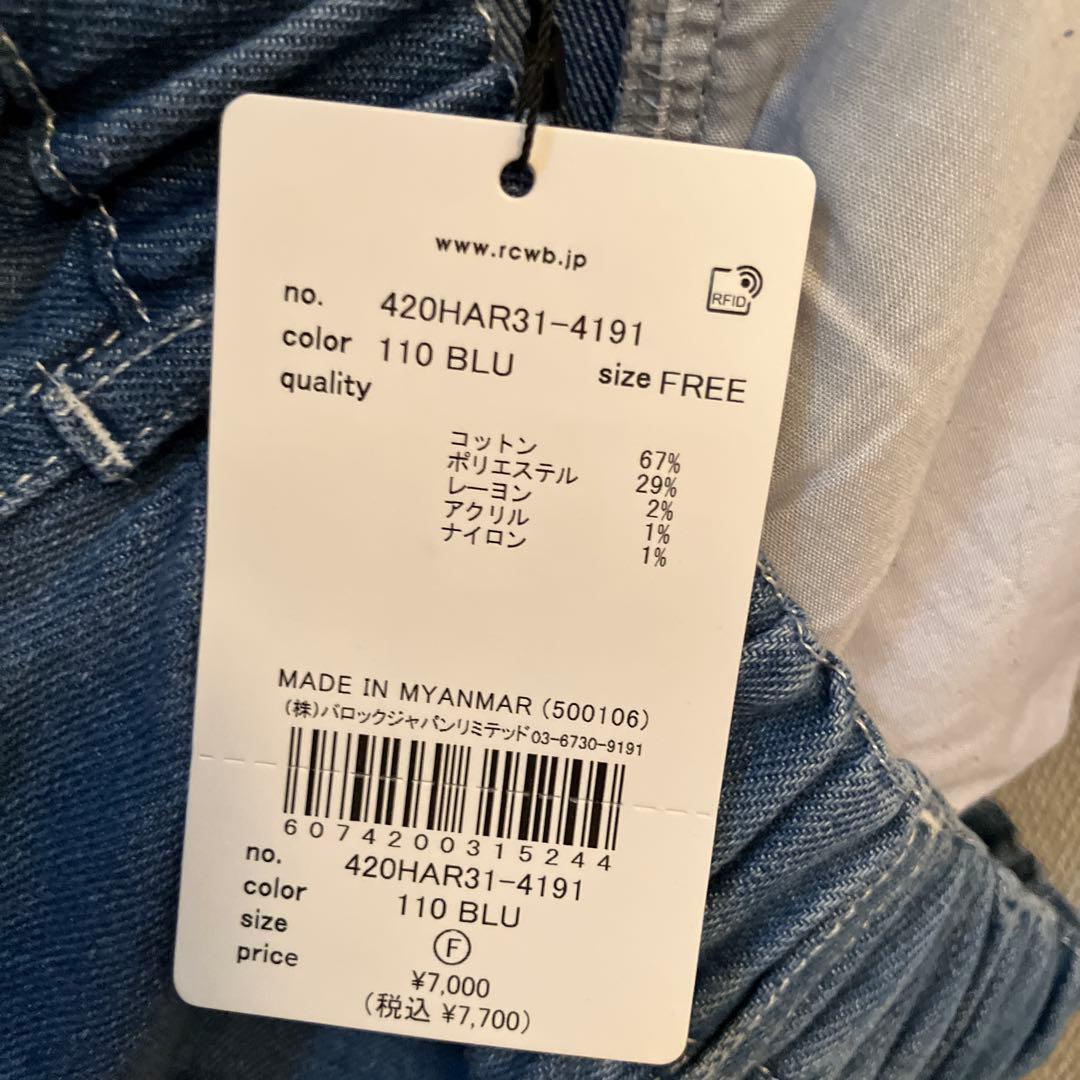 www.rcwb.jp
RFID
no. 420HAR31-4191
color 110 BLU size FREE
quality
コットン 67%
ポリエステル 29%
レーヨン 2%
アクリル 1%
ナイロン 1%
MADE IN MYANMAR (500106)
(株)バロックジャパンリミテッド03-6730-9191
6074200315244
no. 420HAR31-4191
color 110 BLU
size F
price ¥7,000
(税込 ¥7,700)